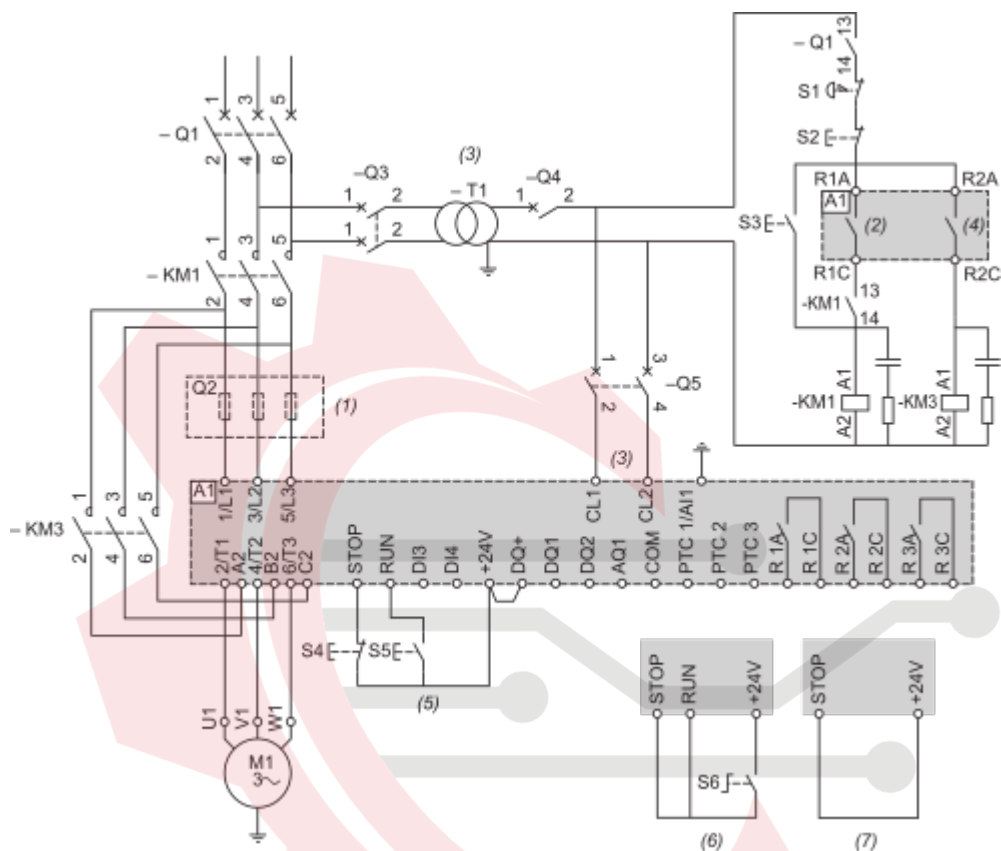 13
– Q1
14
S1
S2
1 3 5
– Q1
2 4 6
–Q3
1 2
1 2
(3)
– T1
–Q4
1 2
R1A R2A
A1
S3
(2) (4)
R1C R2C
-KM1
13
14
1 3 5
– KM1
2 4 6
1 3
–Q5
2 4
A1 A1
-KM1 -KM3
A2 A2
Q2
(1)
(3)
1 3 5
– KM3
2 4 6
A1
1/L1
3/L2
5/L3
CL1
CL2
2/T1
A2
4/T2
B2
6/T3
C2
STOP
RUN
DI3
DI4
+24V
DQ+
DQ1
DQ2
AQ1
COM
PTC 1/AI1
PTC 2
PTC 3
R 1A
R 1C
R 2A
R 2C
R 3A
R 3C
S4 S5
(5)
STOP
RUN
+24V
S6
(6)
STOP
+24V
(7)
U1
V1
W1
M1
3